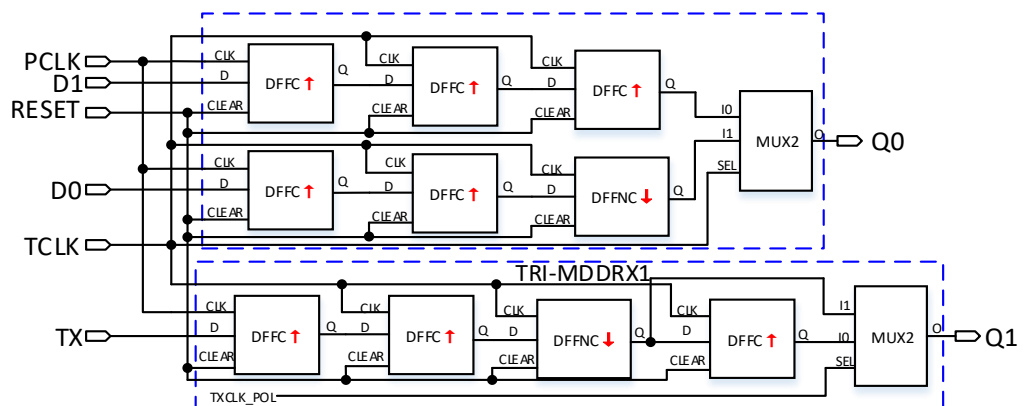 PCLK
D1
RESET
D0
TCLK
TX
CLK
D
CLEAR
DFFC
Q
CLK
D
CLEAR
DFFC
Q
CLK
D
CLEAR
DFFC
Q
CLK
D
CLEAR
DFFC
Q
CLK
D
CLEAR
DFFC
Q
CLK
D
CLEAR
DFFNC
Q
I0
I1
SEL
MUX2
O
Q0
TRI-MDDRX1
CLK
D
CLEAR
DFFC
Q
CLK
D
CLEAR
DFFC
Q
CLK
D
CLEAR
DFFNC
Q
CLK
D
CLEAR
DFFC
Q
I1
I0
SEL
MUX2
O
Q1
TXCLK_POL